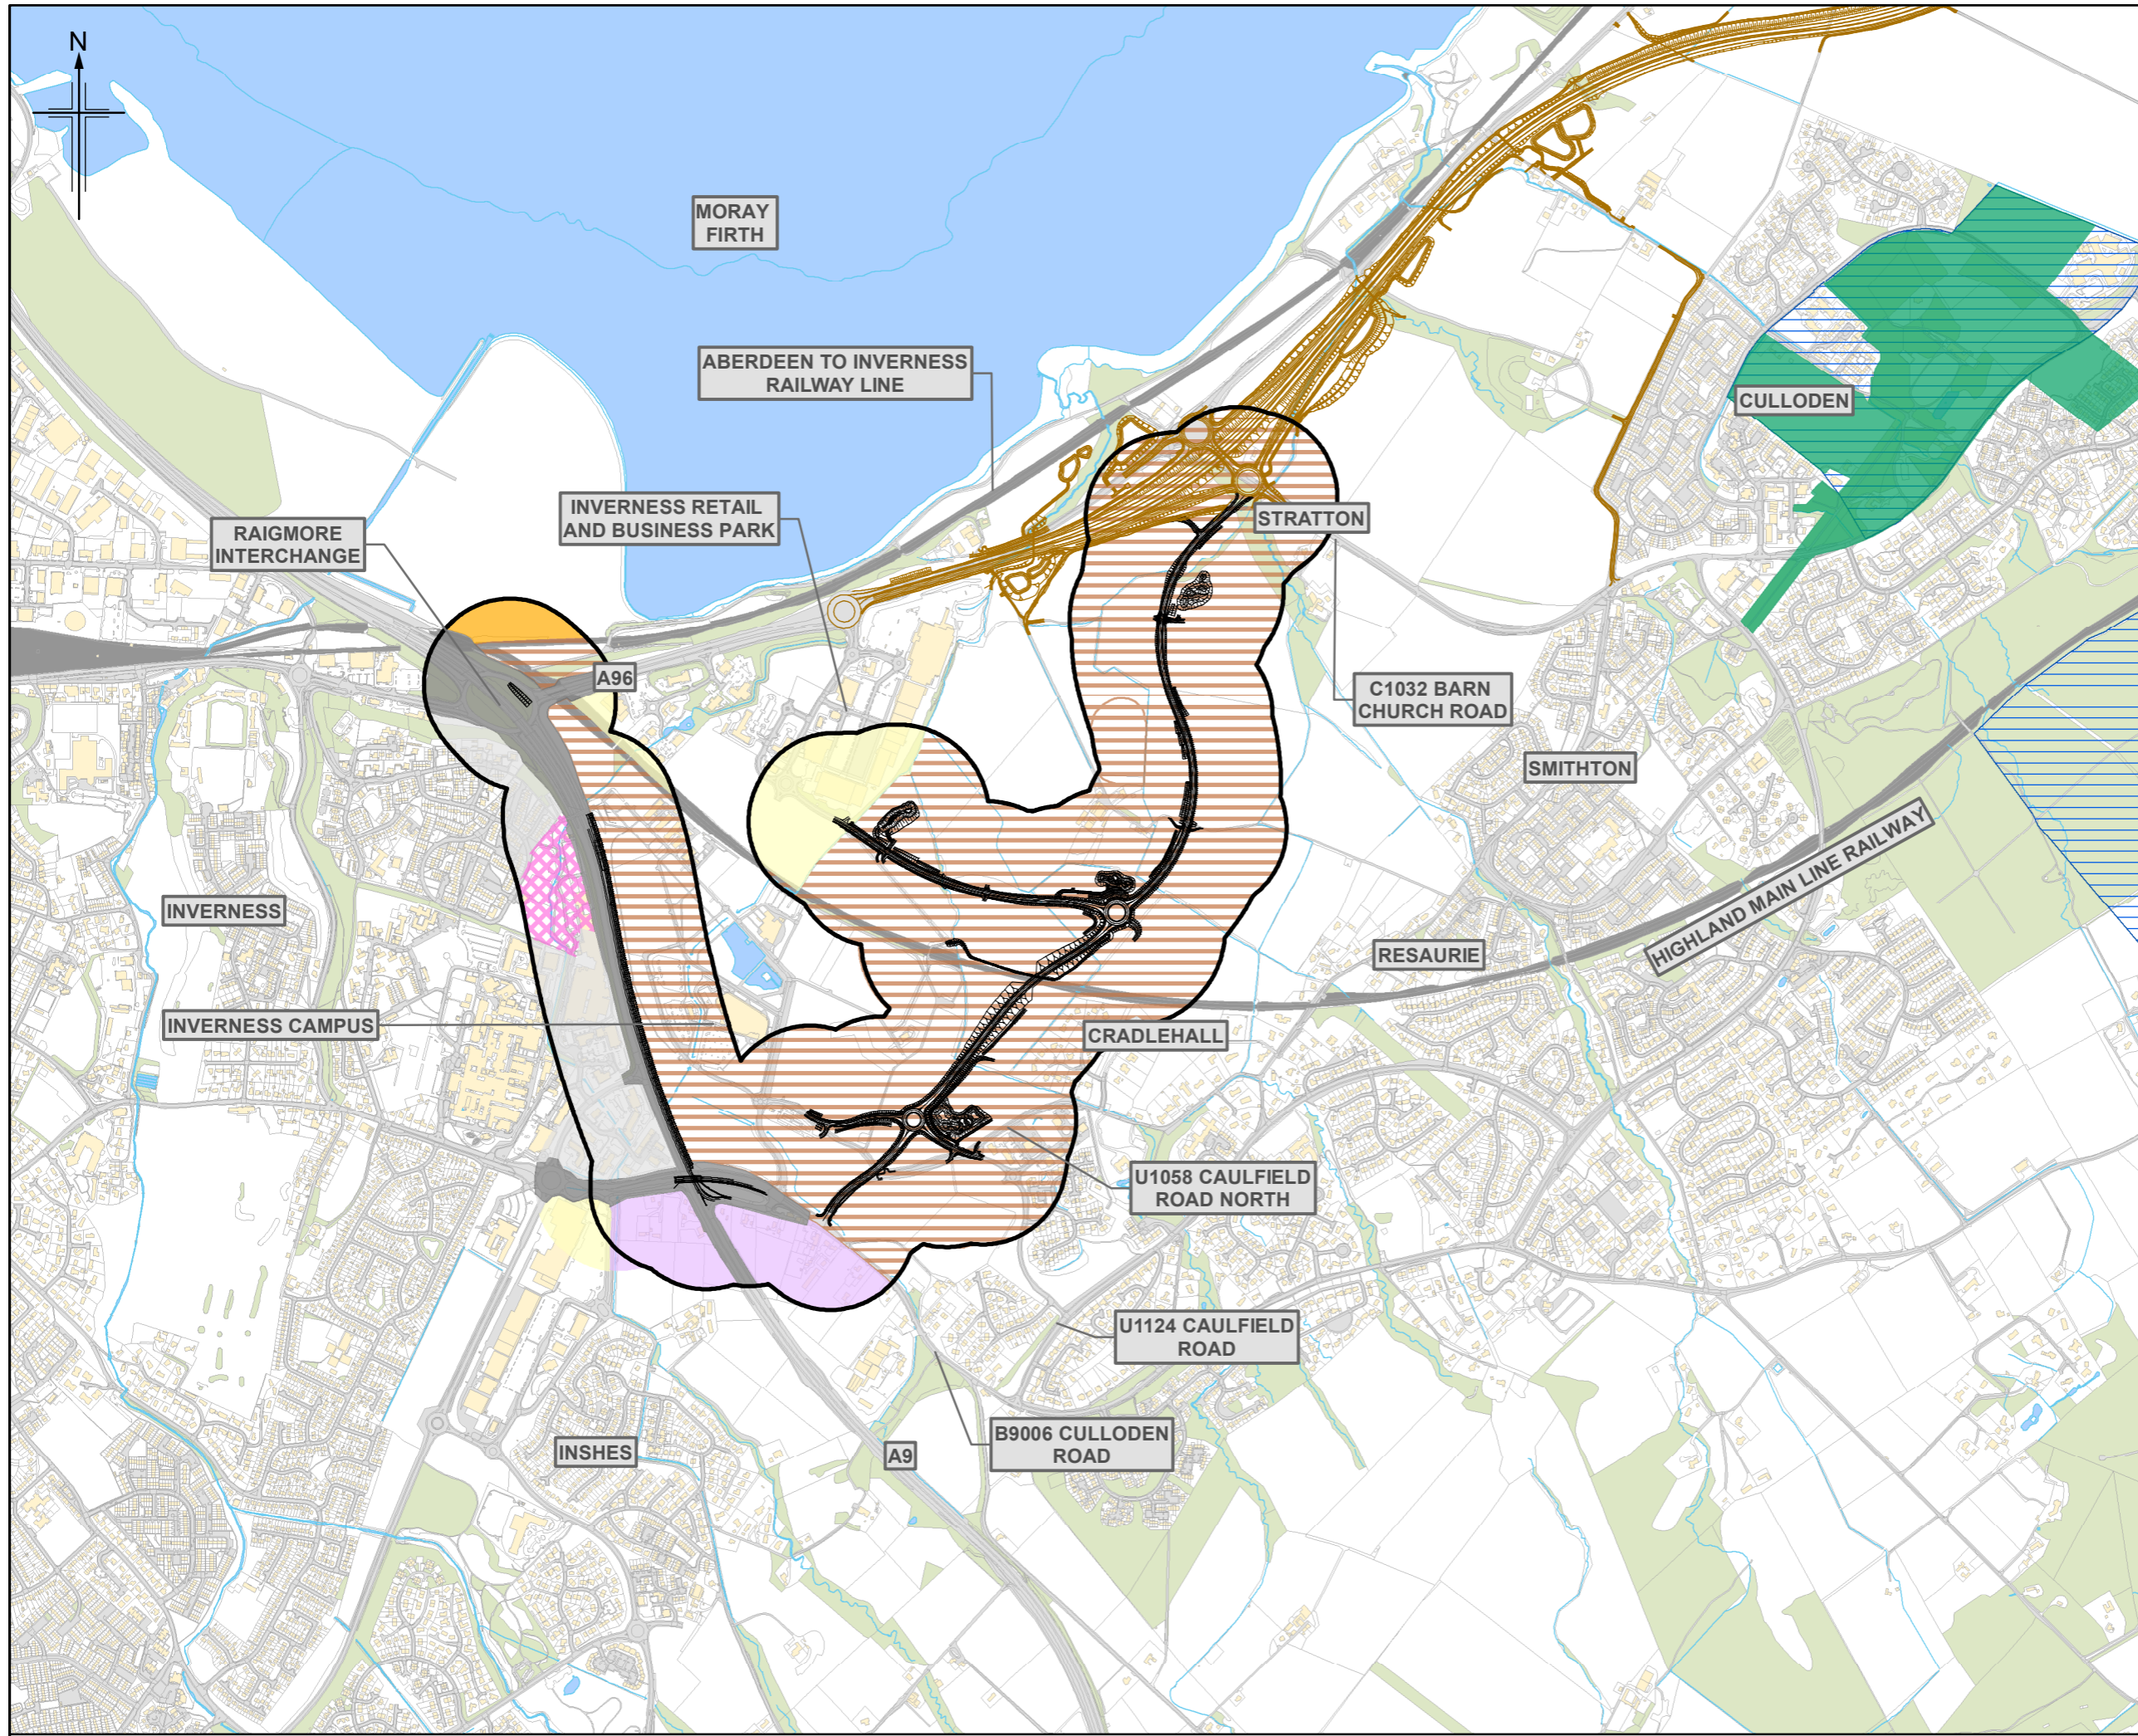 N
MORAY
FIRTH
ABERDEEN TO INVERNESS
RAILWAY LINE
CULLODEN
INVERNESS RETAIL
AND BUSINESS PARK
STRATTON
RAIGMORE
INTERCHANGE
A96
C1032 BARN
CHURCH ROAD
SMITHTON
HIGHLAND MAIN LINE RAILWAY
INVERNESS
RESAURIE
INVERNESS CAMPUS
CRADLEHALL
U1058 CAULFIELD
ROAD NORTH
U1124 CAULFIELD
ROAD
B9006 CULLODEN
ROAD
INSHES
A9